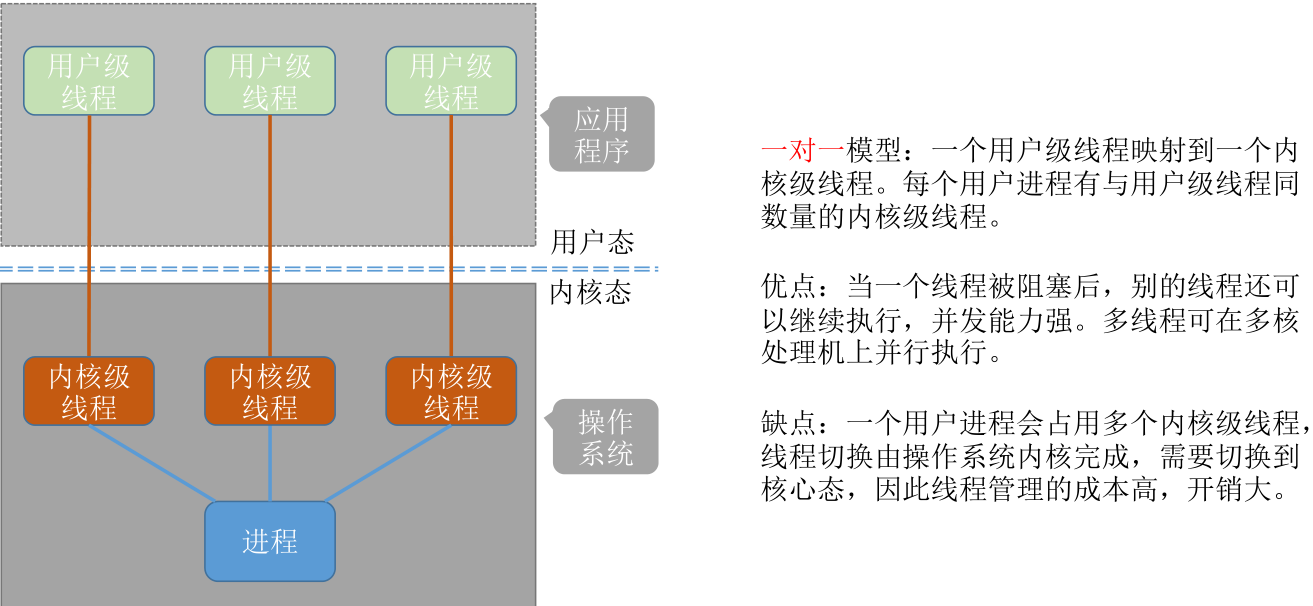 用户级
线程
用户级
线程
用户级
线程
应用
程序
用户态
内核态
内核级
线程
内核级
线程
内核级
线程
操作
系统
进程
一对一模型：一个用户级线程映射到一个内
核级线程。每个用户进程有与用户级线程同
数量的内核级线程。
优点：当一个线程被阻塞后，别的线程还可
以继续执行，并发能力强。多线程可在多核
处理机上并行执行。
缺点：一个用户进程会占用多个内核级线程，
线程切换由操作系统内核完成，需要切换到
核心态，因此线程管理的成本高，开销大。